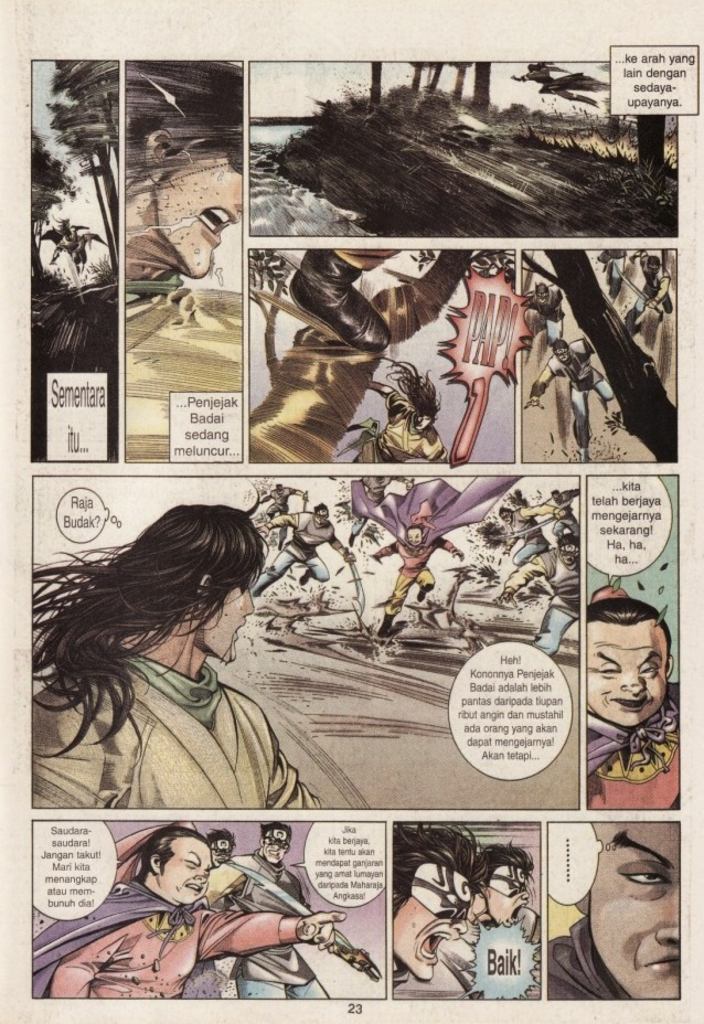 Sementara
itu...
...Penjejak
Badai
sedang
meluncur...
...ke arah yang
lain dengan
sedaya-
upayanya.
PAP!
Raja
Budak?
Heh!
Kononnya Penjejak
Badai adalah lebih
pantas daripada tiupan
ribut angin dan mustahil
ada orang yang akan
dapat mengejarnya!
Akan tetapi...
...kita
telah berjaya
mengejarnya
sekarang!
Ha, ha,
ha...
Saudara-
saudara!
Jangan takut!
Mari kita
menangkap
atau mem-
bunuh dia!
Jika
kita berjaya,
kita tentu akan
mendapat ganjaran
yang amat lumayan
daripada Maharaja
Angkasa!
Baik!
........
23